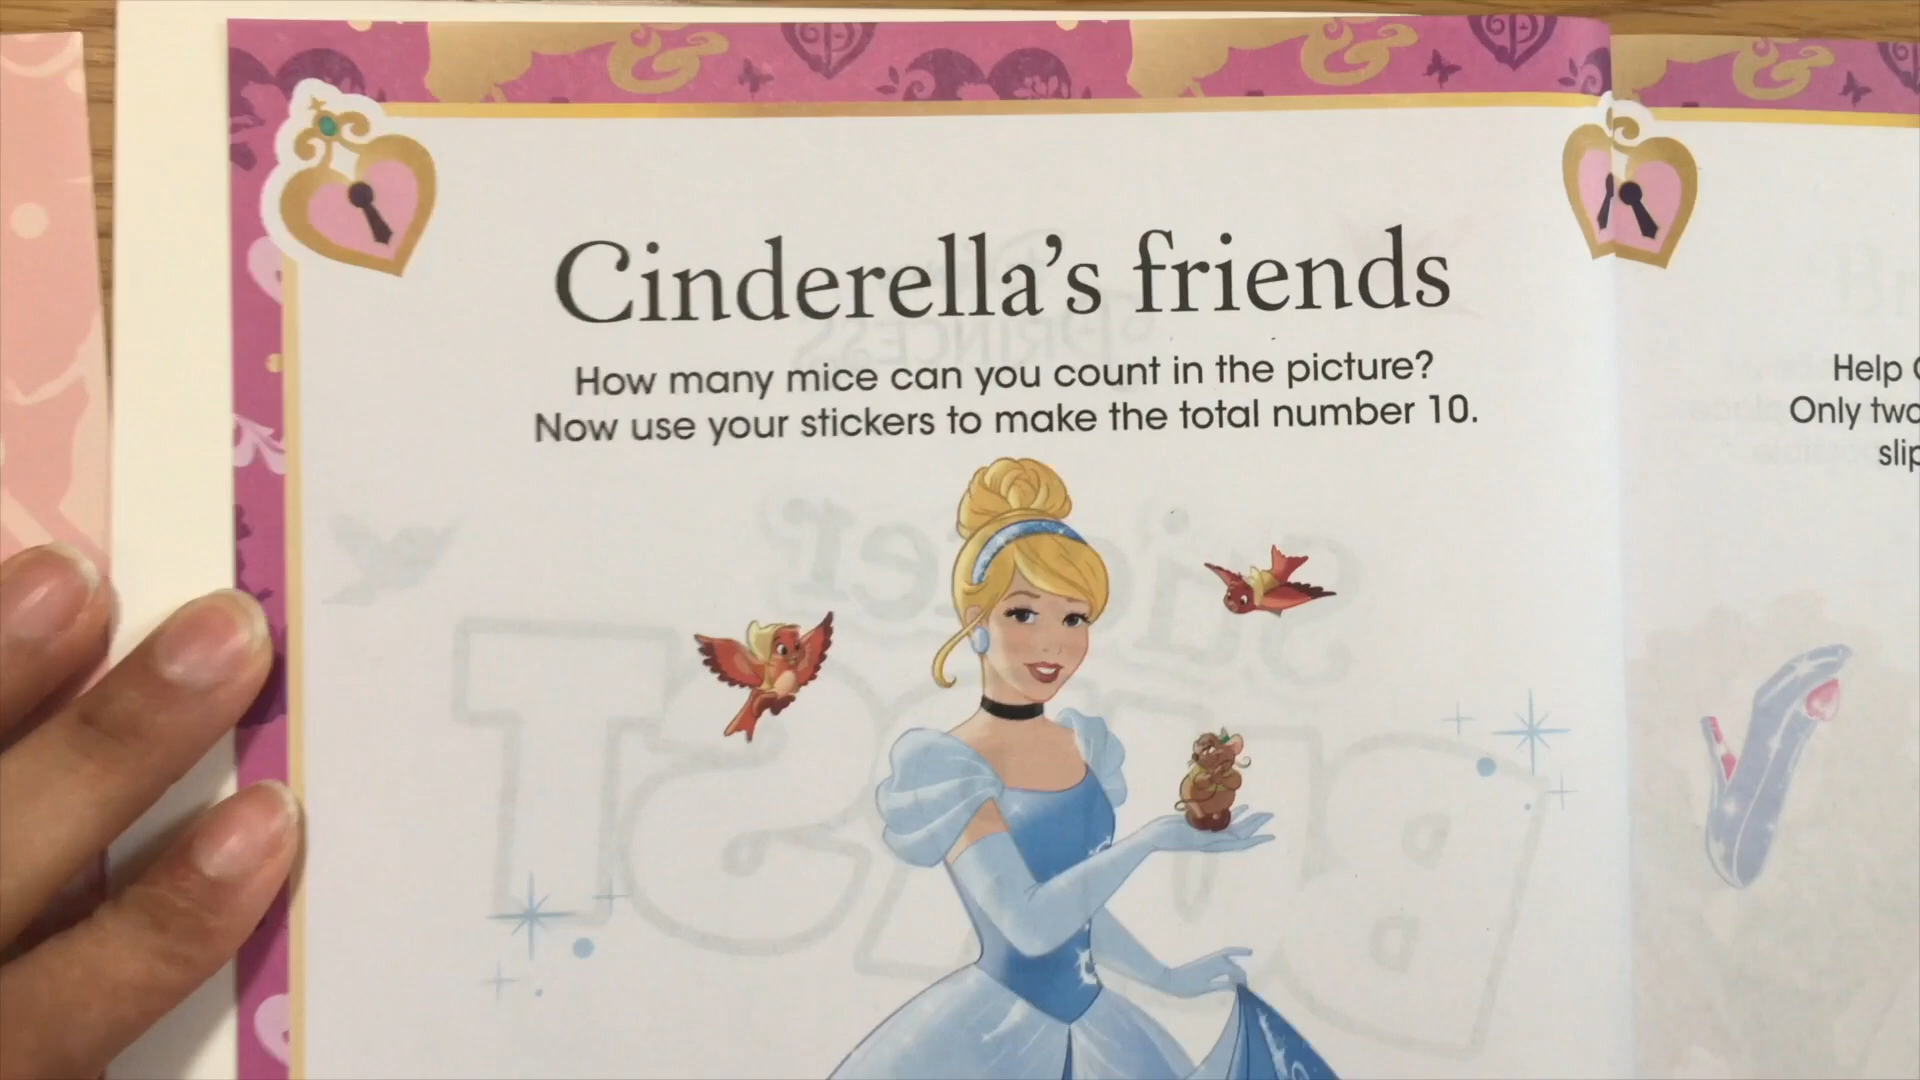 Cinderella's friends
How many mice can you count in the picture?
Now use your stickers to make the total number 10.
Help
Only two